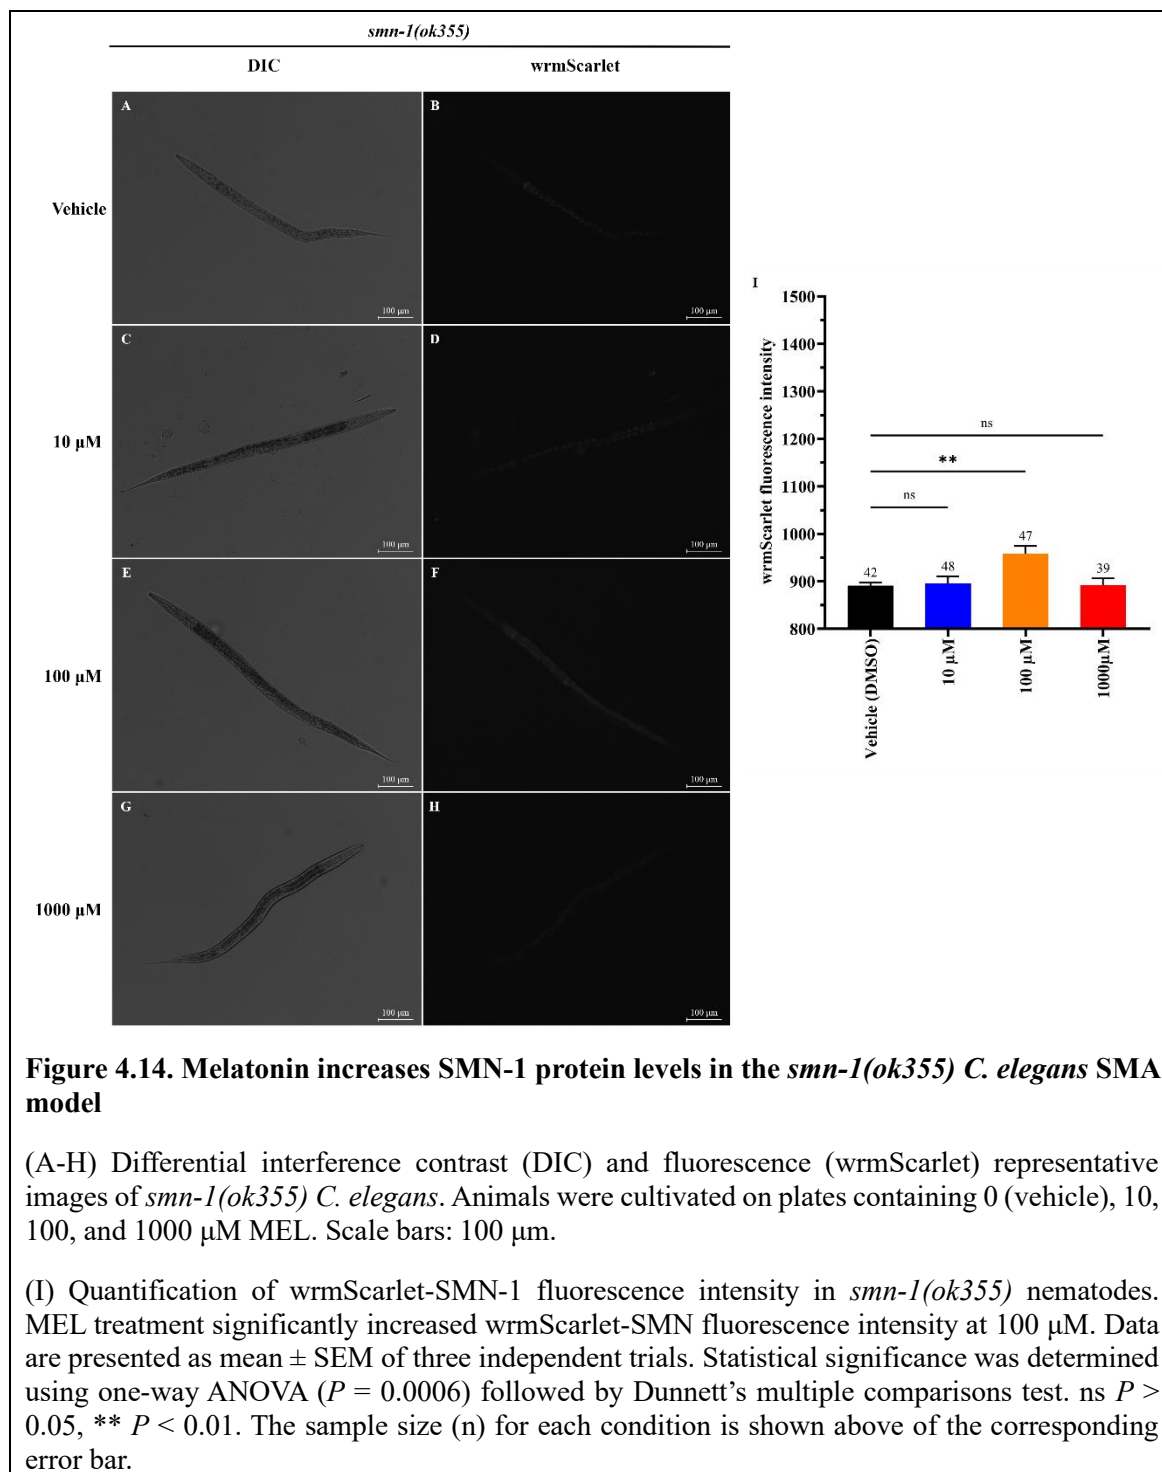 smn-1(ok355)
DIC
wrmScarlet
A
B
Vehicle
100 µm
100 µm
C
D
10 µM
100 µm
100 µm
E
F
100 µM
100 µm
100 µm
G
H
1000 µM
100 µm
100 µm
I
wrmScarlet fluorescence intensity
1500
1400
1300
1200
1100
1000
900
800
ns
**
ns
42
48
47
39
Vehicle (DMSO)
10 µM
100 µM
1000µM
Figure 4.14. Melatonin increases SMN-1 protein levels in the smn-1(ok355) C. elegans SMA
model
(A-H) Differential interference contrast (DIC) and fluorescence (wrmScarlet) representative
images of smn-1(ok355) C. elegans. Animals were cultivated on plates containing 0 (vehicle), 10,
100, and 1000 µM MEL. Scale bars: 100 µm.
(I) Quantification of wrmScarlet-SMN-1 fluorescence intensity in smn-1(ok355) nematodes.
MEL treatment significantly increased wrmScarlet-SMN fluorescence intensity at 100 µM. Data
are presented as mean ± SEM of three independent trials. Statistical significance was determined
using one-way ANOVA (P = 0.0006) followed by Dunnett’s multiple comparisons test. ns P >
0.05, ** P < 0.01. The sample size (n) for each condition is shown above of the corresponding
error bar.